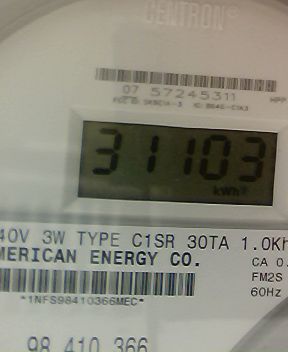 CENTRON®
07 57245311
31103
kWh
40V 3W TYPE C1SR 30TA 1.0Kh
MERICAN ENERGY CO.
CA 0.
FM2S
60Hz
*1NFS98410366MEC*
98 410 366